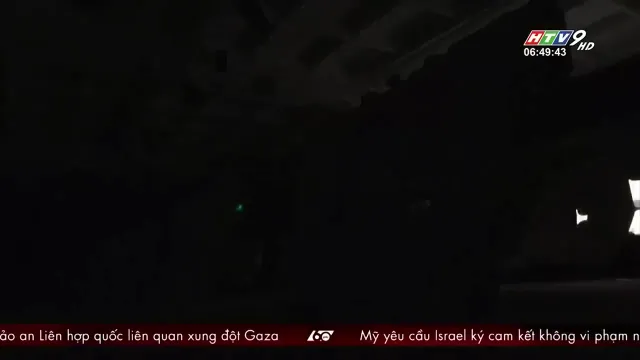 HTV9 HD
06:49:43
ảo an Liên hợp quốc liên quan xung đột Gaza
Mỹ yêu cầu Israel ký cam kết không vi phạm